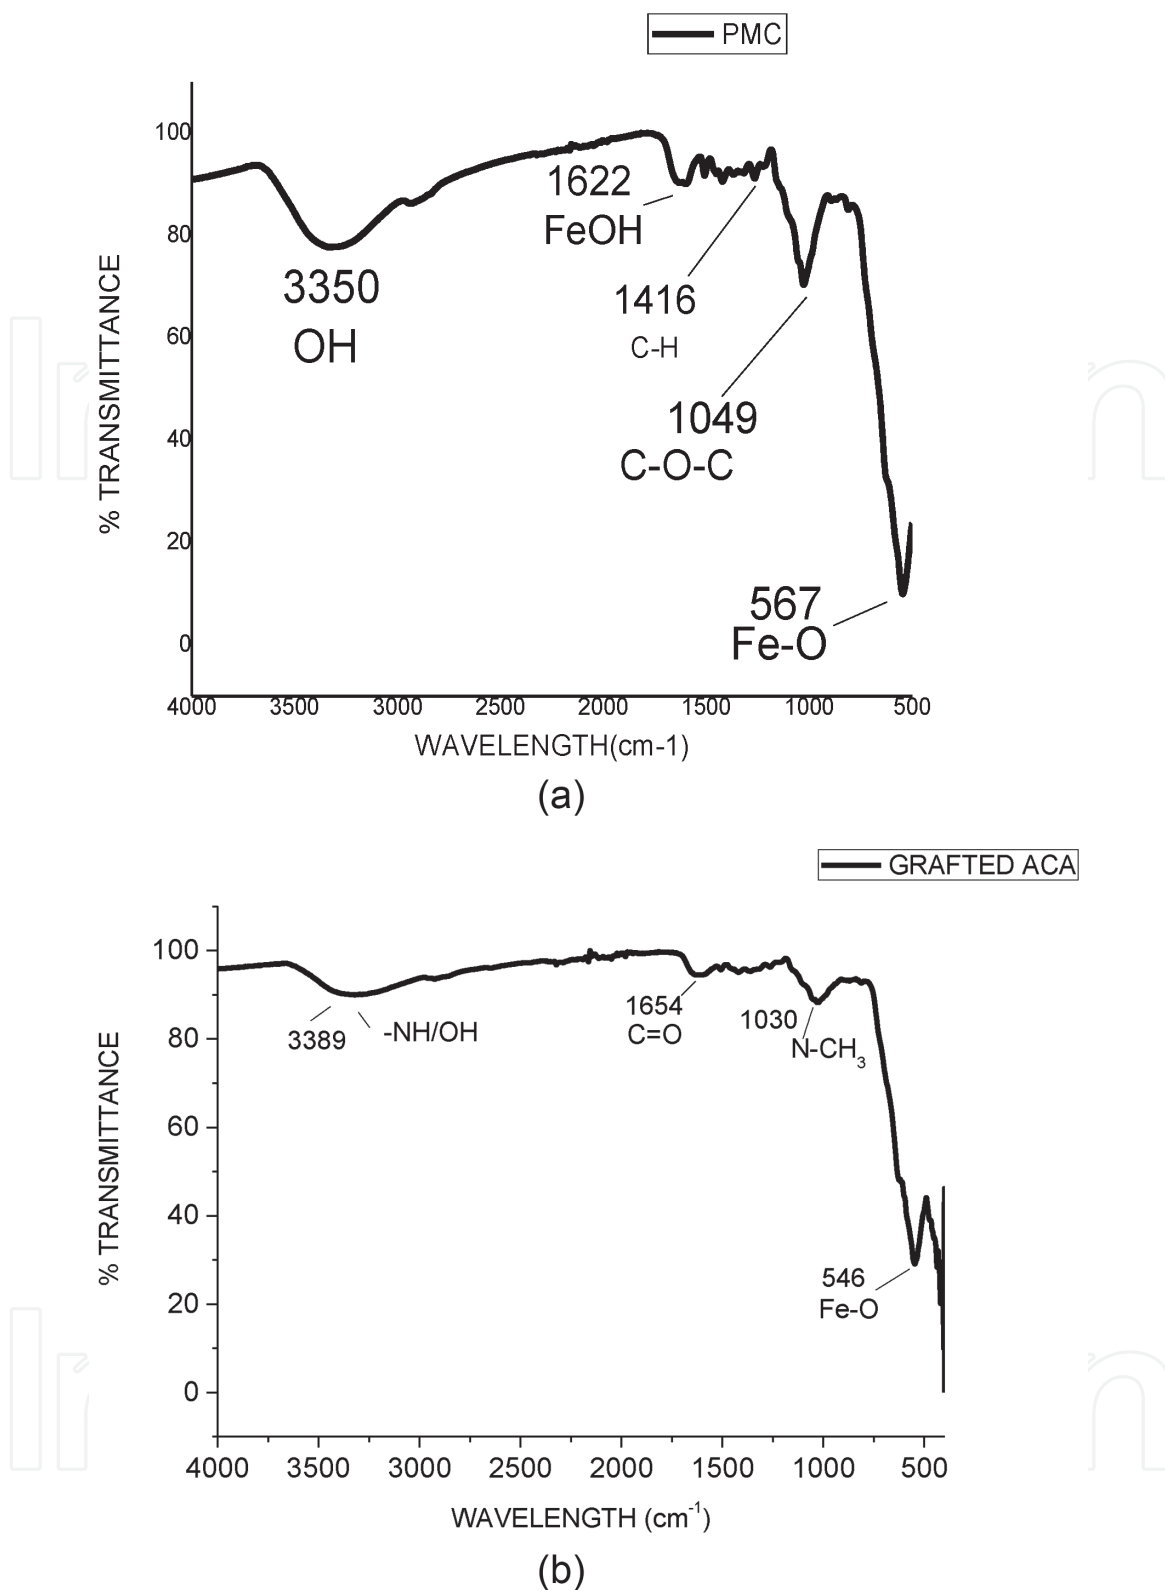 PMC
100
80
60
40
20
0
% TRANSMITTANCE
3350
OH
1622
FeOH
1416
C-H
1049
C-O-C
567
Fe-O
4000 3500 3000 2500 2000 1500 1000 500
WAVELENGTH(cm-1)
(a)
GRAFTED ACA
100
80
60
40
20
0
% TRANSMITTANCE
3389
-NH/OH
1654
C=O
1030
N-CH₃
546
Fe-O
4000 3500 3000 2500 2000 1500 1000 500
WAVELENGTH (cm⁻¹)
(b)